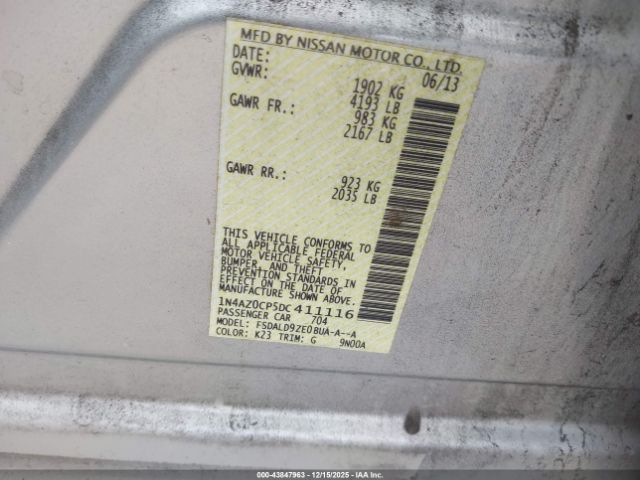 MFD BY NISSAN MOTOR CO., LTD.
DATE: 06/13
GVWR: 1902 KG
4193 LB
GAWR FR.: 983 KG
2167 LB
GAWR RR.: 923 KG
2035 LB
THIS VEHICLE CONFORMS TO
ALL APPLICABLE FEDERAL
MOTOR VEHICLE SAFETY,
BUMPER, AND THEFT
PREVENTION STANDARDS
IN EFFECT ON THE DATE OF
MANUFACTURE SHOWN ABOVE.
1N4AZ0CP5DC411116
PASSENGER CAR 704
MODEL: FSDALD9ZE0BUA-A--A
COLOR: K23 TRIM: G 9N00A
000-43847963 | 12/15/2025 - IAA Inc.